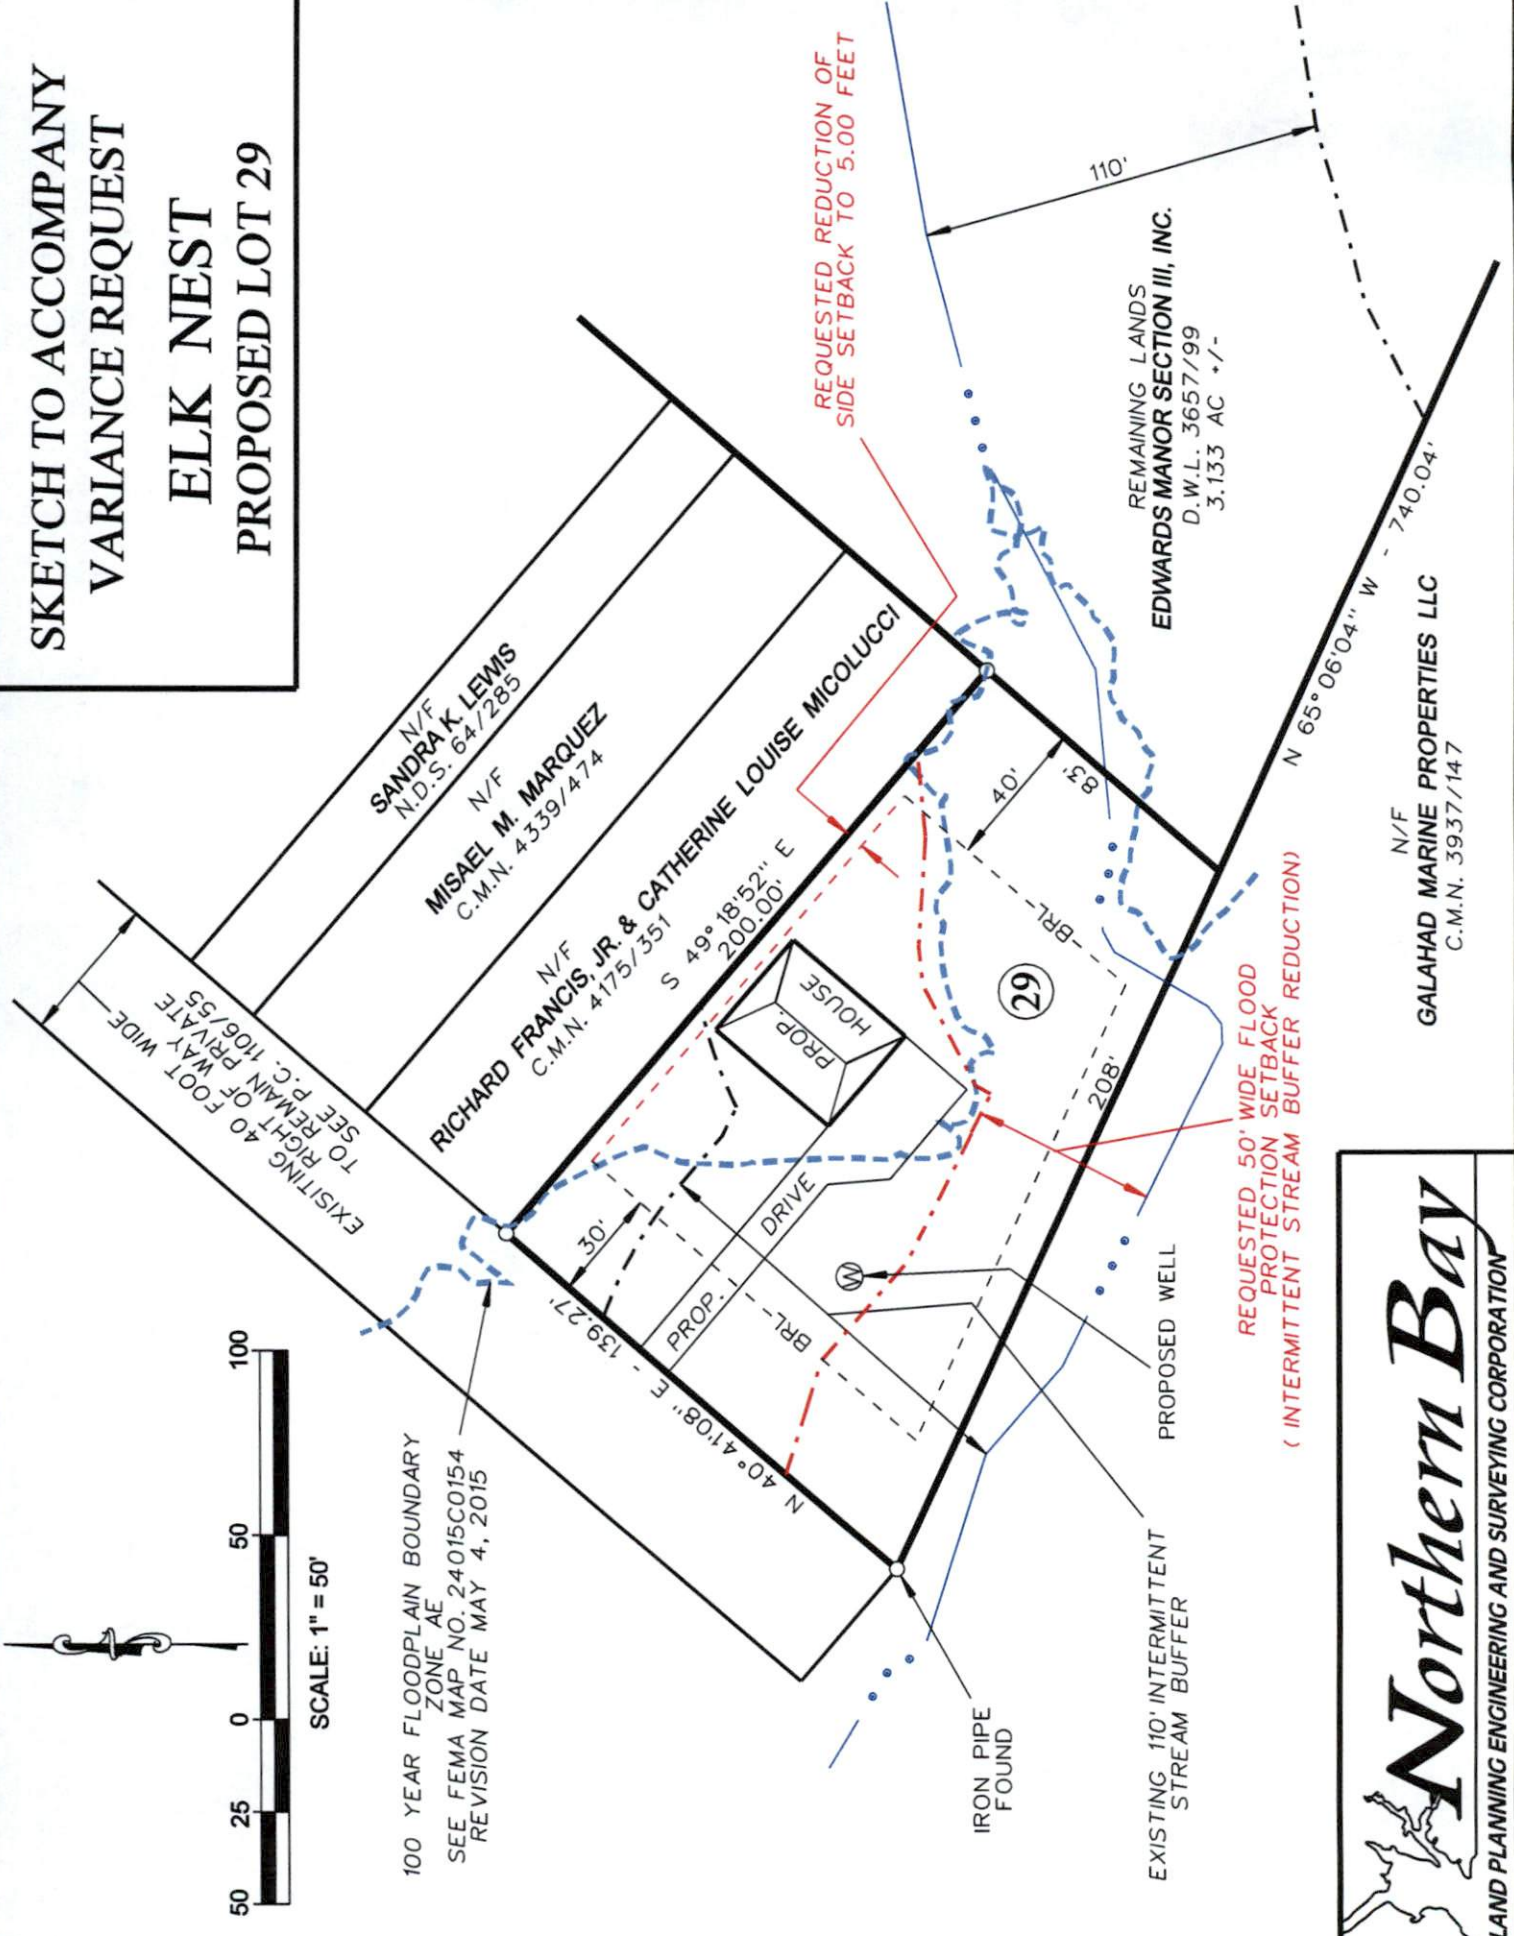 SKETCH TO ACCOMPANY
VARIANCE REQUEST
ELK NEST
PROPOSED LOT 29
50 25 0 50 100
SCALE: 1" = 50'
100 YEAR FLOODPLAIN BOUNDARY
ZONE AE
SEE FEMA MAP NO. 24015C0154
REVISION DATE MAY 4, 2015
EXISITING 40 FOOT WIDE
RIGHT OF WAY
TO REMAIN PRIVATE
SEE P.C. 1106/55
N/F
SANDRA K. LEWIS
N.D.S. 64/285
N/F
MISAEL M. MARQUEZ
C.M.N. 4339/474
N/F
RICHARD FRANCIS, JR. & CATHERINE LOUISE MICOLUCCI
C.M.N. 4175/351
S 49° 18'52" E
200.00'
REQUESTED REDUCTION OF
SIDE SETBACK TO 5.00 FEET
110'
REMAINING LANDS
EDWARDS MANOR SECTION III, INC.
D.W.L. 3657/99
3.133 AC +/-
N 65° 06'04" W - 740.04'
N/F
GALAHAD MARINE PROPERTIES LLC
C.M.N. 3937/147
N 40° 41'08" E - 139.27'
30'
40'
83'
208'
BRL
BRL
PROP.
HOUSE
PROP. DRIVE
29
W
PROPOSED WELL
REQUESTED 50' WIDE FLOOD
PROTECTION SETBACK
( INTERMITTENT STREAM BUFFER REDUCTION)
IRON PIPE
FOUND
EXISTING 110' INTERMITTENT
STREAM BUFFER
Northern Bay
LAND PLANNING ENGINEERING AND SURVEYING CORPORATION